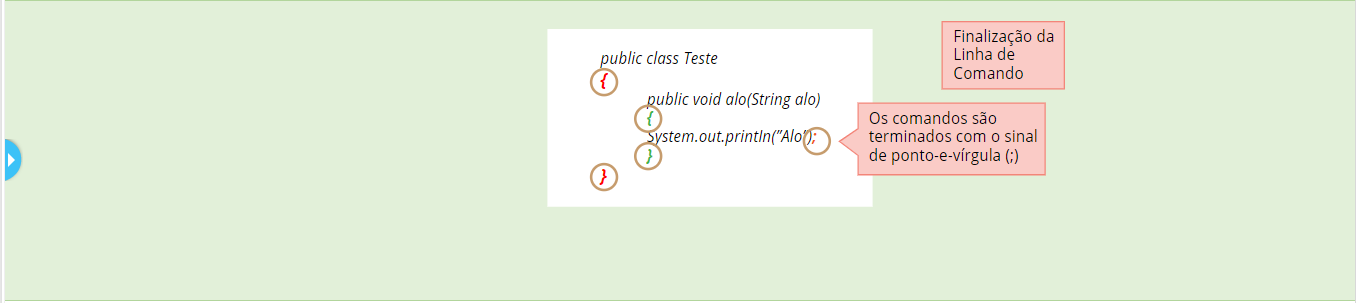 Finalização da
Linha de
Comando
public class Teste
{
public void alo(String alo)
{
System.out.println("Alo");
}
}
Os comandos são
terminados com o sinal
de ponto-e-vírgula (;)